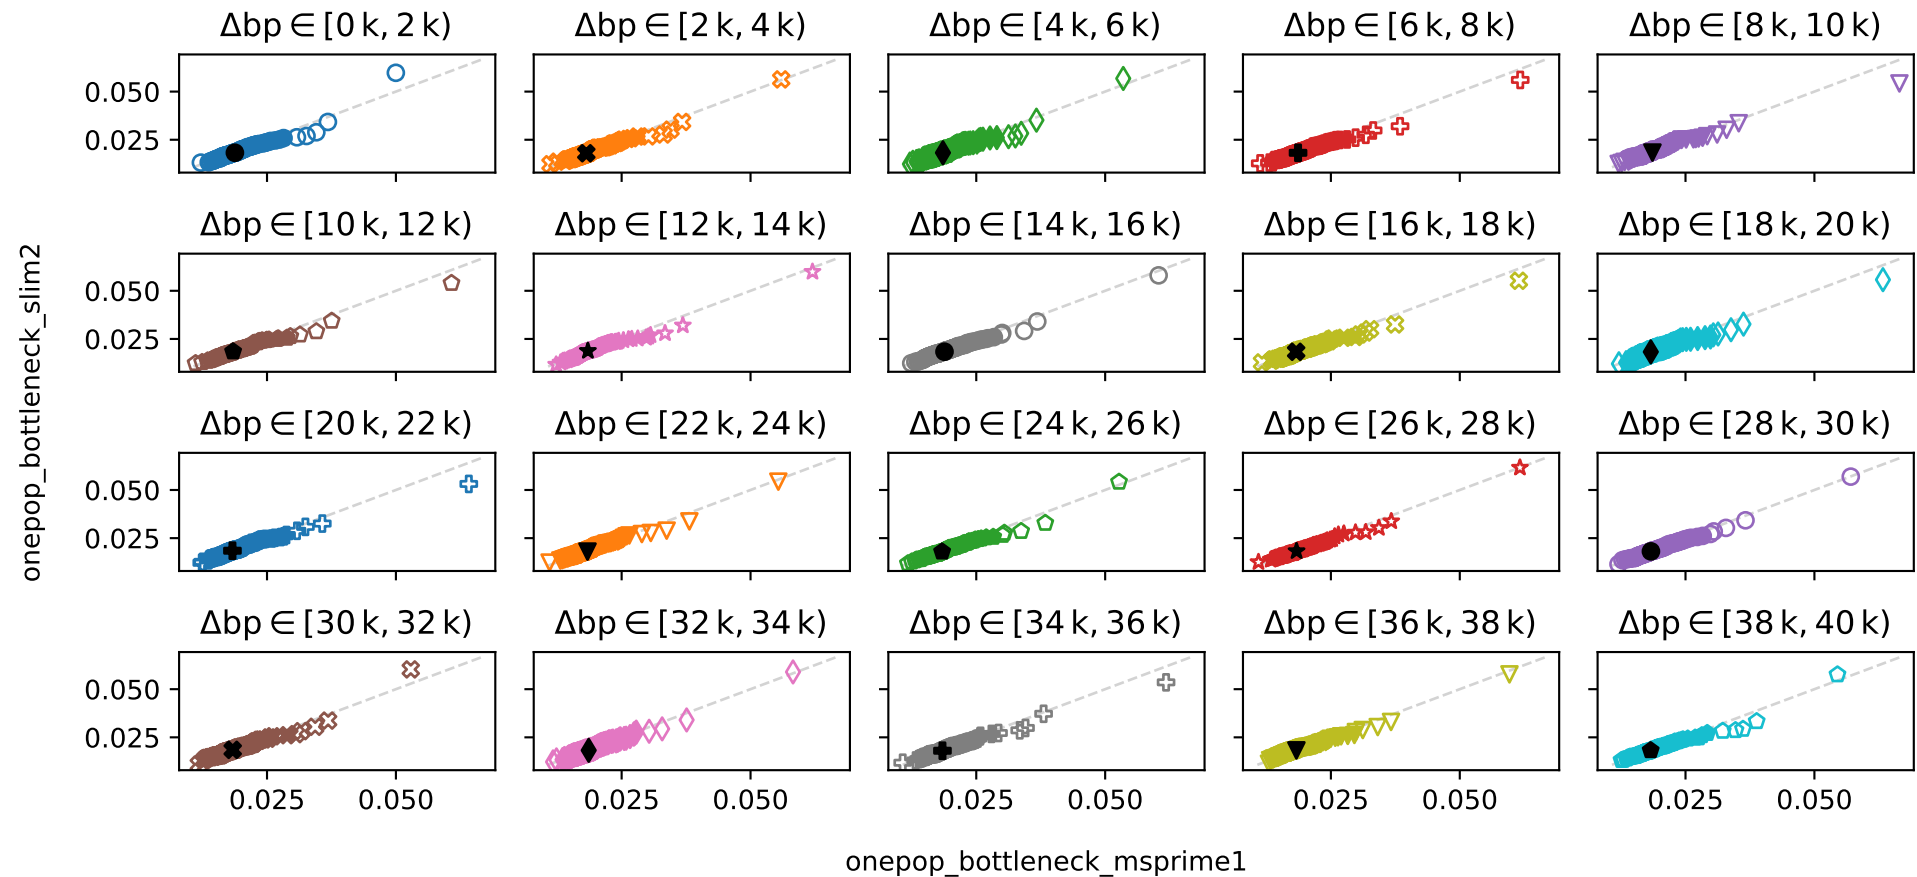 Δbp ∈ [0 k, 2 k)
Δbp ∈ [2 k, 4 k)
Δbp ∈ [4 k, 6 k)
Δbp ∈ [6 k, 8 k)
Δbp ∈ [8 k, 10 k)
0.050
0.025
Δbp ∈ [10 k, 12 k)
Δbp ∈ [12 k, 14 k)
Δbp ∈ [14 k, 16 k)
Δbp ∈ [16 k, 18 k)
Δbp ∈ [18 k, 20 k)
0.050
0.025
onepop_bottleneck_slim2
Δbp ∈ [20 k, 22 k)
Δbp ∈ [22 k, 24 k)
Δbp ∈ [24 k, 26 k)
Δbp ∈ [26 k, 28 k)
Δbp ∈ [28 k, 30 k)
0.050
0.025
Δbp ∈ [30 k, 32 k)
Δbp ∈ [32 k, 34 k)
Δbp ∈ [34 k, 36 k)
Δbp ∈ [36 k, 38 k)
Δbp ∈ [38 k, 40 k)
0.050
0.025
0.025 0.050
0.025 0.050
0.025 0.050
0.025 0.050
0.025 0.050
onepop_bottleneck_msprime1